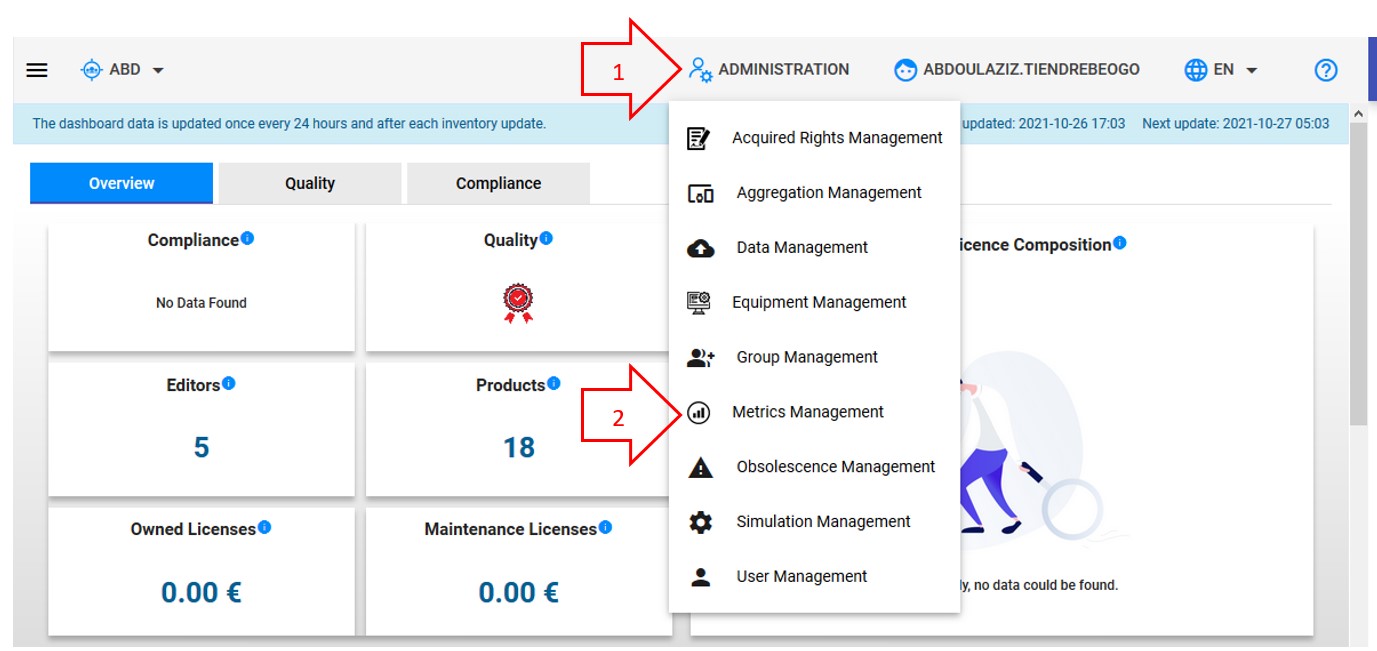 1
ABD
ADMINISTRATION
ABDOULAZIZ.TIENDREBEOGO
EN
?
The dashboard data is updated once every 24 hours and after each inventory update.
updated: 2021-10-26 17:03
Next update: 2021-10-27 05:03
Overview
Quality
Compliance
Acquired Rights Management
Aggregation Management
Data Management
Equipment Management
Group Management
2
Metrics Management
Obsolescence Management
Simulation Management
User Management
Compliance
No Data Found
Quality
icence Composition
Editors
5
Products
18
Owned Licenses
0.00 €
Maintenance Licenses
0.00 €
ly, no data could be found.